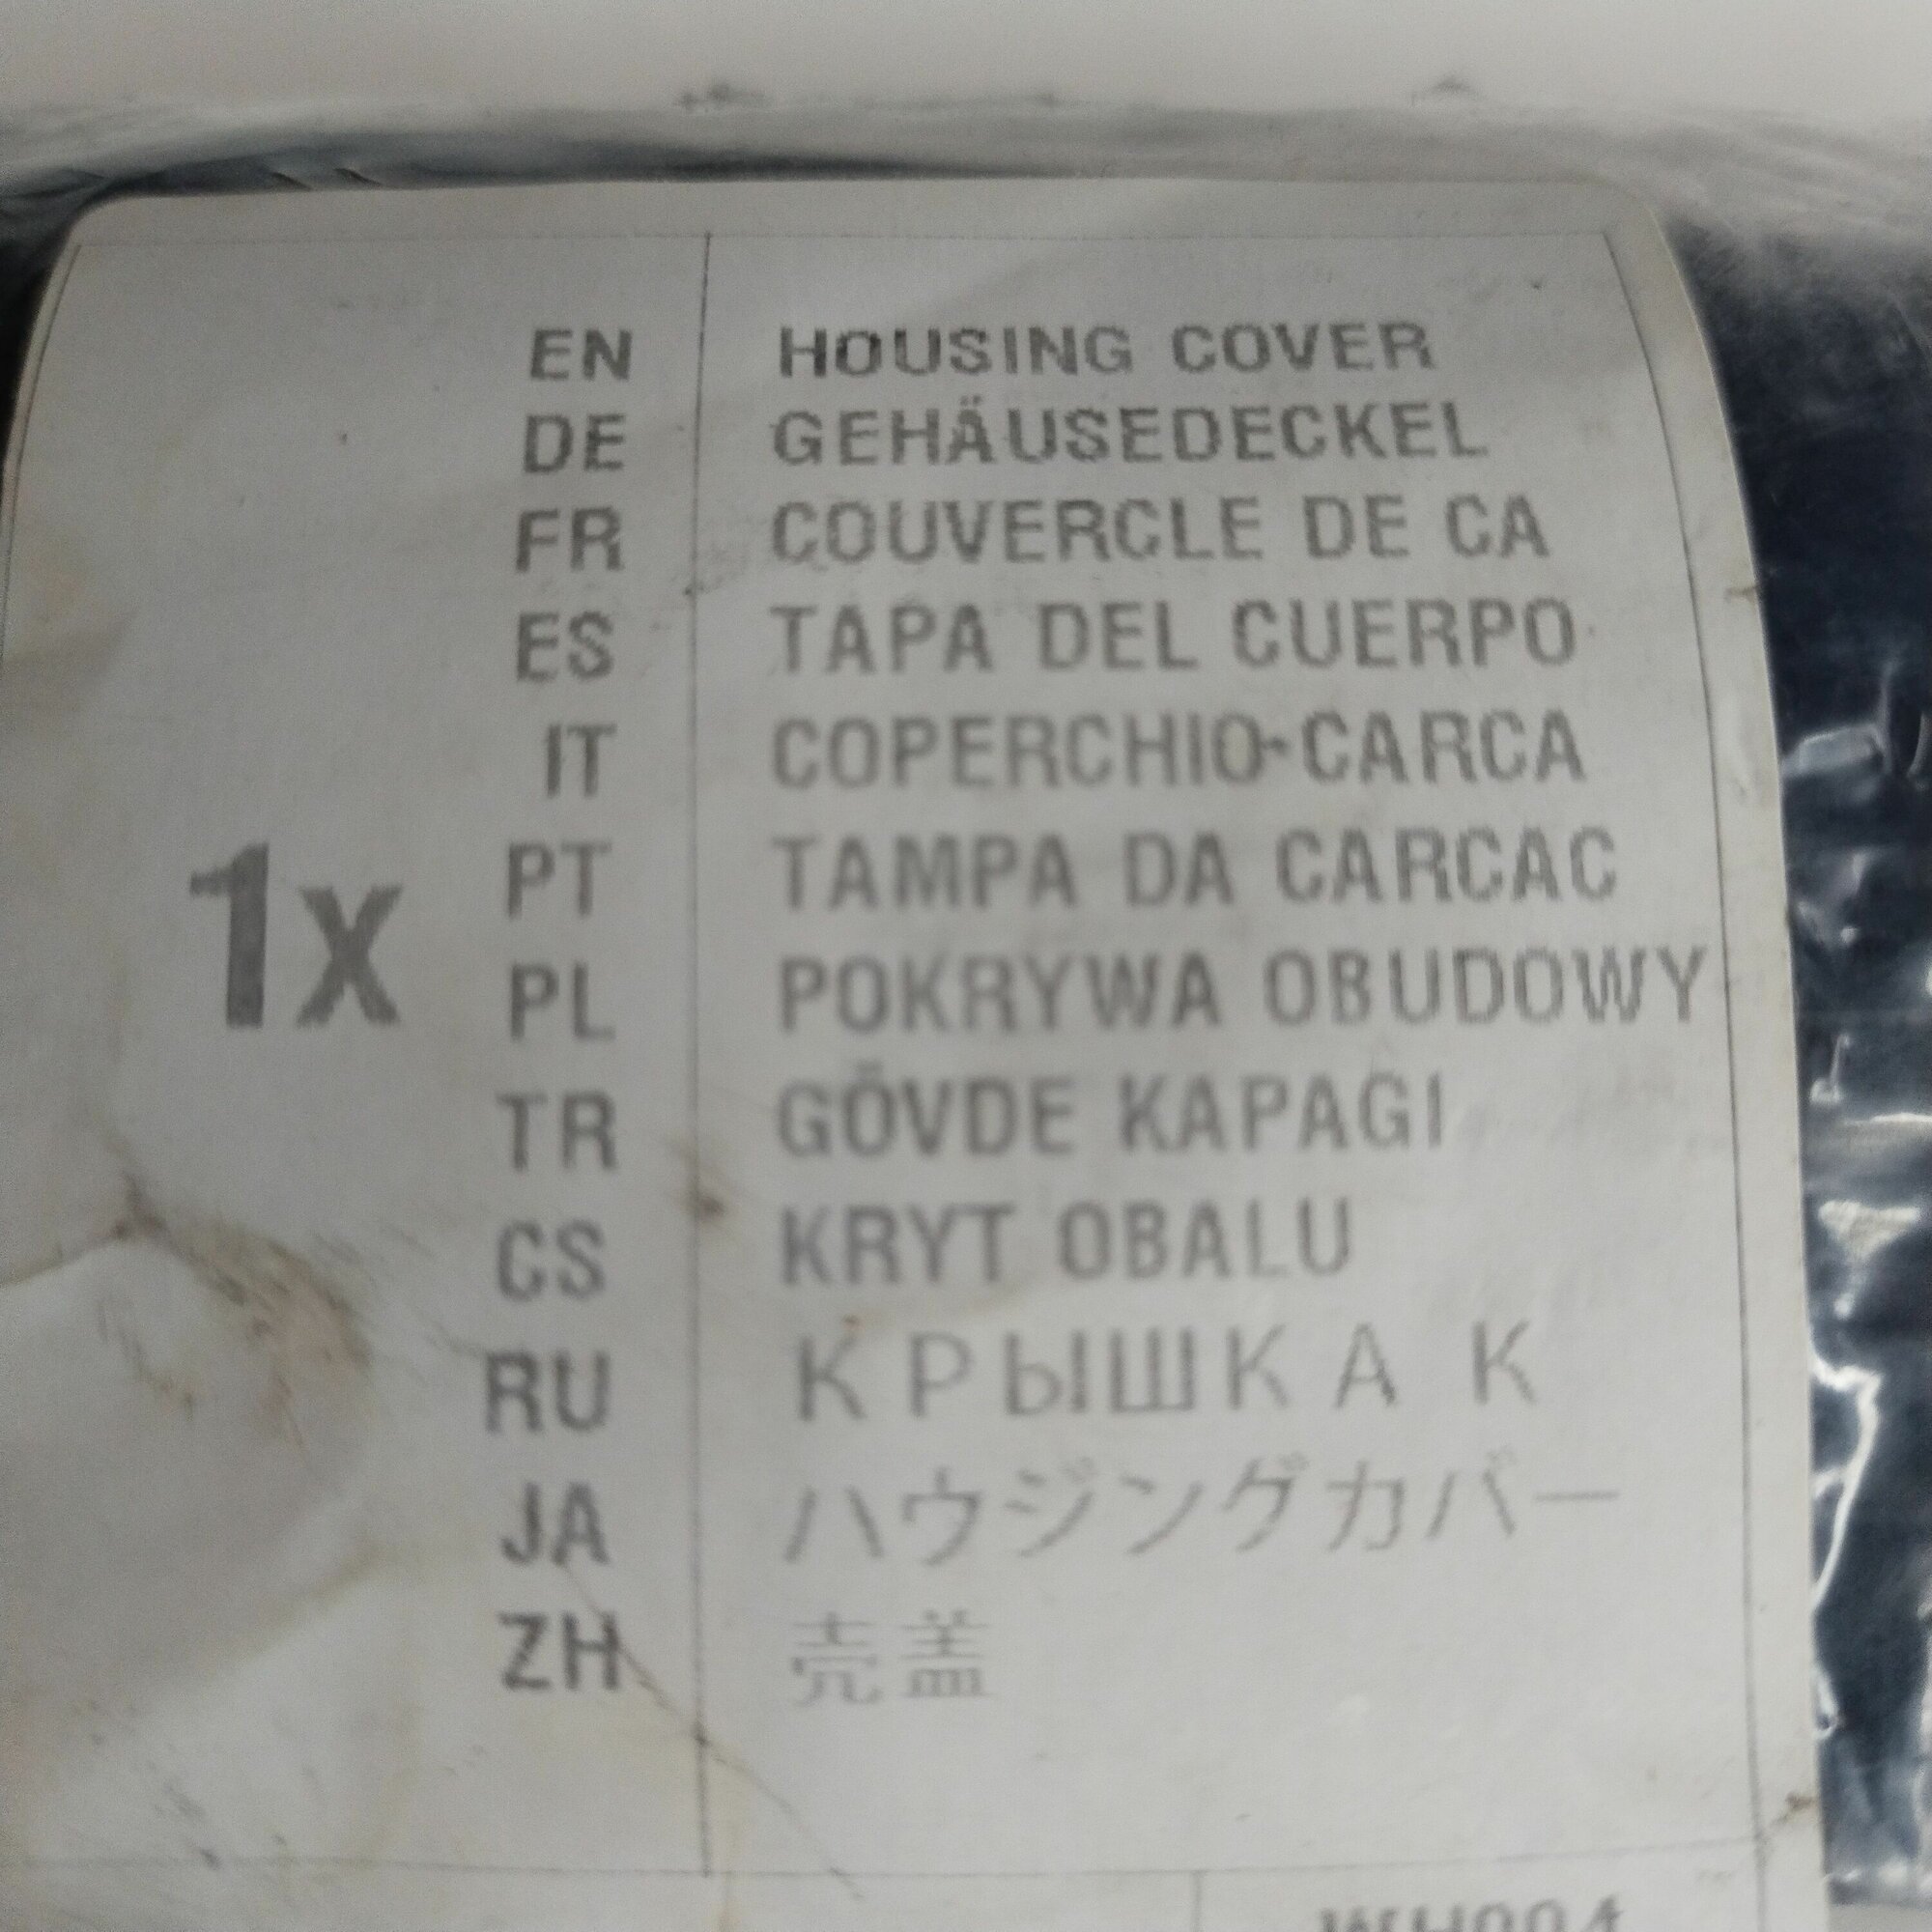 EN HOUSING COVER
DE GEHÄUSEDECKEL
FR COUVERCLE DE CA
ES TAPA DEL CUERPO
IT COPERCHIO-CARCA
1x PT TAMPA DA CARCAC
PL POKRYWA OBUDOWY
TR GÖVDE KAPAGI
CS KRYT OBALU
RU КРЫШКА К
JA ハウジングカバー
ZH 壳盖